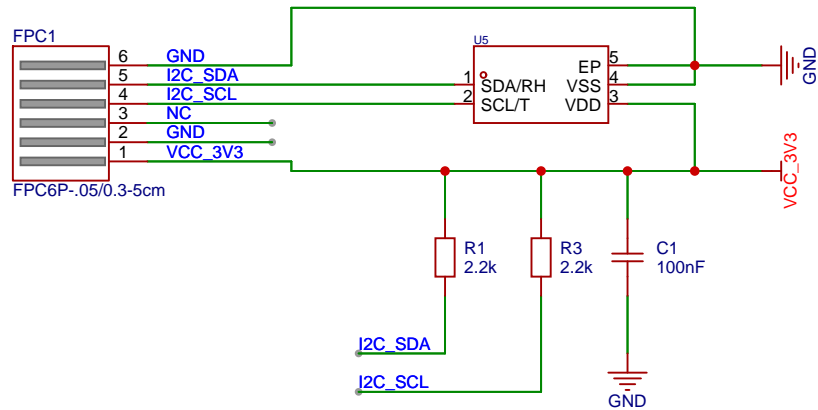 FPC1
6 GND
5 I2C_SDA
4 I2C_SCL
3 NC
2 GND
1 VCC_3V3
FPC6P-.05/0.3-5cm
U5
1 SDA/RH
2 SCL/T
EP 5
VSS 4
VDD 3
GND
VCC_3V3
R1
2.2k
R3
2.2k
C1
100nF
I2C_SDA
I2C_SCL
GND